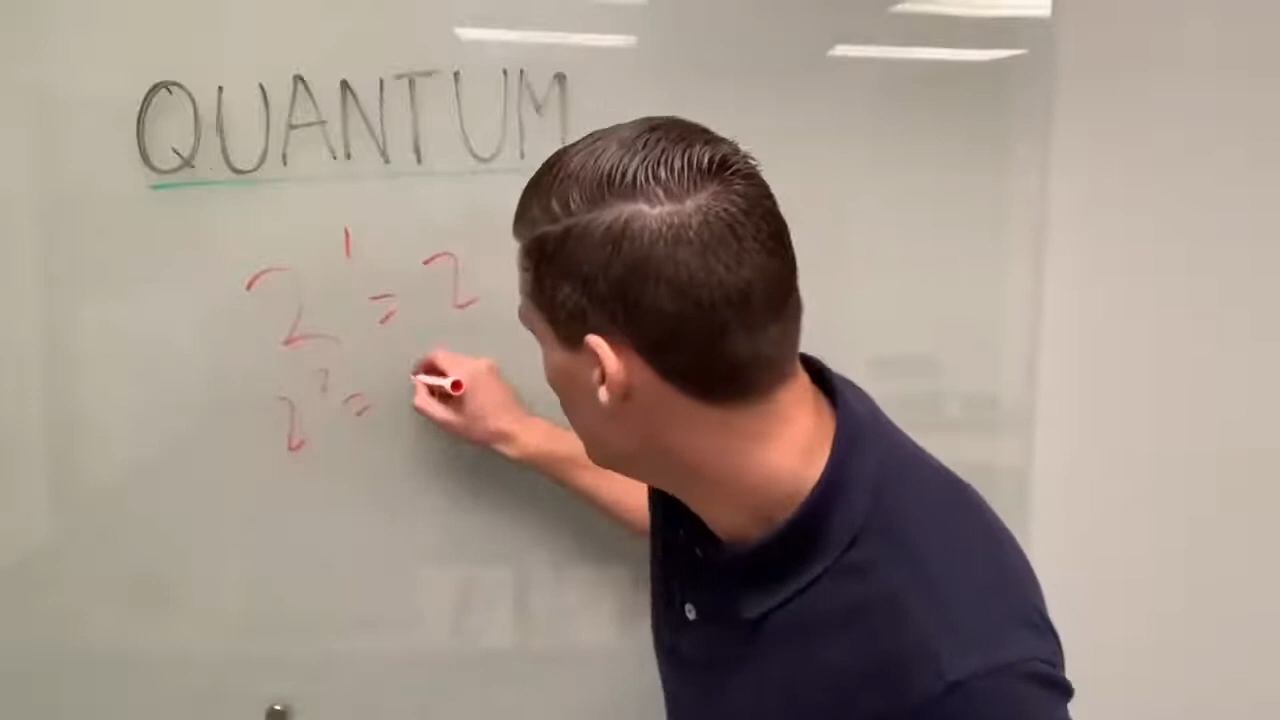 QUANTUM
2¹ = 2
2² =